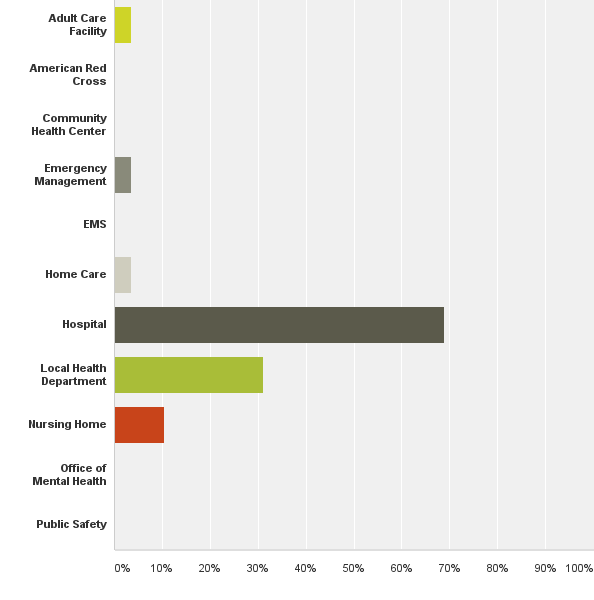 Adult Care
Facility
American Red
Cross
Community
Health Center
Emergency
Management
EMS
Home Care
Hospital
Local Health
Department
Nursing Home
Office of
Mental Health
Public Safety
0% 10% 20% 30% 40% 50% 60% 70% 80% 90% 100%